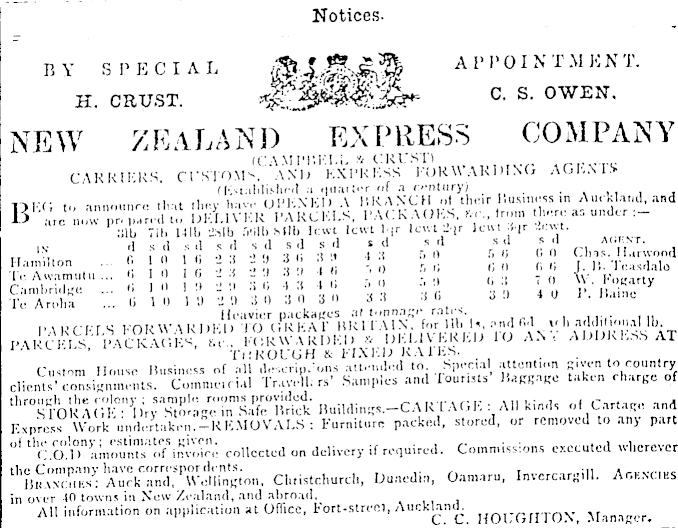 Notices.
BY SPECIAL APPOINTMENT.
H. CRUST. C. S. OWEN.
NEW ZEALAND EXPRESS COMPANY
(CAMPBELL & CRUST)
CARRIERS, CUSTOMS, AND EXPRESS FORWARDING AGENTS
(Established a quarter of a century)
BEG to announce that they have OPENED A BRANCH of their Business in Auckland, and
are now prepared to DELIVER PARCELS, PACKAGES, &c., from there as under :—
3lb 7lb 14lb 28lb 56lb 84lb 1cwt 1cwt 1qr 1cwt 2qr 1cwt 3qr 2cwt.
IN d s d s d s d s d s d s d s d s d s d s d AGENT.
Hamilton ... 6 1 0 1 6 2 3 2 9 3 6 3 9 4 3 5 0 5 6 6 0 Chas. Harwood
Te Awamutu ... 6 1 0 1 6 2 3 2 9 3 9 4 6 5 0 5 6 6 0 6 6 J. B. Teasdale
Cambridge ... 6 1 0 1 9 2 9 3 6 4 3 4 6 5 0 5 9 6 3 7 0 W. Fogarty
Te Aroha ... 6 1 0 1 9 2 9 3 0 3 0 3 0 3 3 3 6 3 9 4 0 P. Baine
Heavier packages at tonnage rates.
PARCELS FORWARDED TO GREAT BRITAIN, for 1lb 1s, and 6d ach additional lb.
PARCELS, PACKAGES, &c., FORWARDED & DELIVERED TO ANY ADDRESS AT
THROUGH & FIXED RATES.
Custom House Business of all descriptions attended to. Special attention given to country
clients' consignments. Commercial Travell rs' Samples and Tourists' Baggage taken charge of
through the colony ; sample rooms provided.
STORAGE : Dry Storage in Safe Brick Buildings.—CARTAGE : All kinds of Cartage and
Express Work undertaken.—REMOVALS : Furniture packed, stored, or removed to any part
of the colony ; estimates given.
C.O.D amounts of invoice collected on delivery if required. Commissions executed wherever
the Company have correspordents.
BRANCHES : Auck and, Wellington, Christchurch, Dunedin, Oamaru, Invercargill. AGENCIES
in over 40 towns in New Zealand, and abroad.
All information on application at Office, Fort-street, Auckland.
C. C. HOUGHTON, Manager.